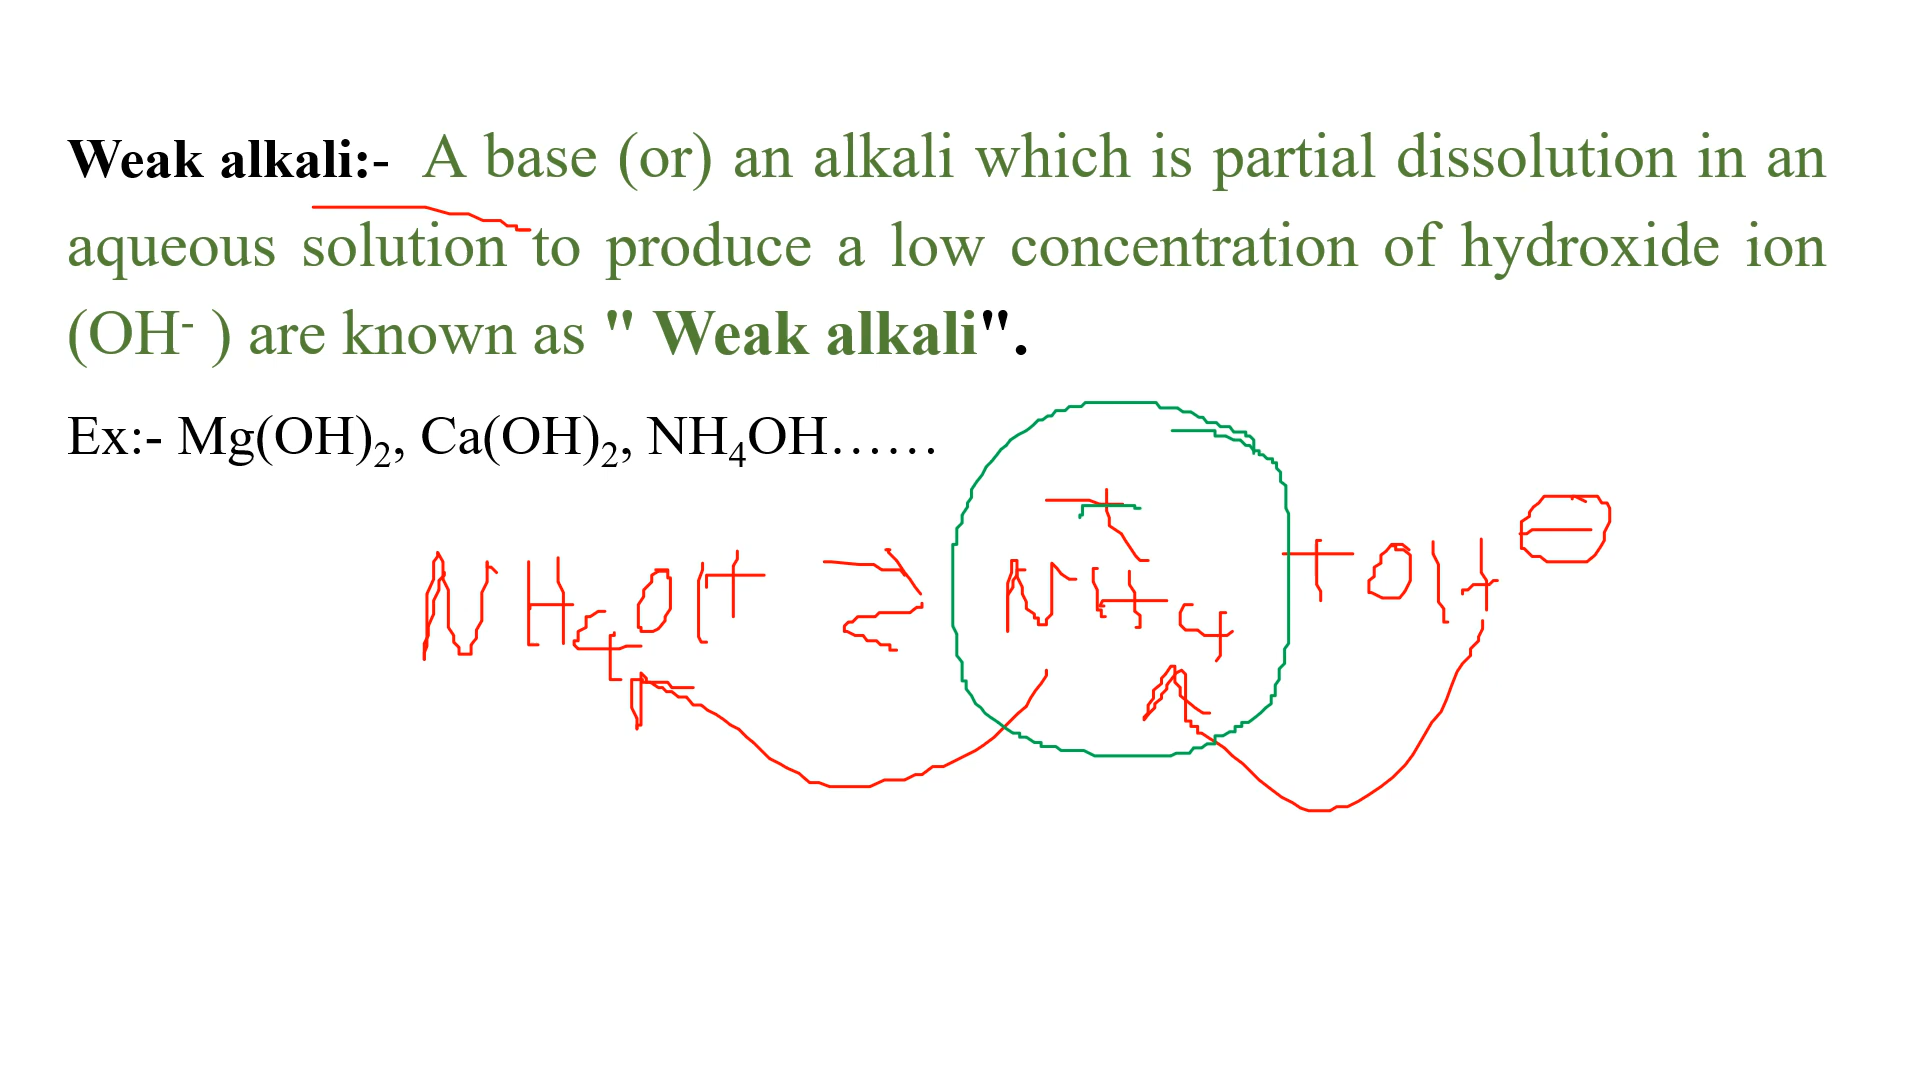 Weak alkali:- A base (or) an alkali which is partial dissolution in an
aqueous solution to produce a low concentration of hydroxide ion
(OH⁻ ) are known as " Weak alkali".
Ex:- Mg(OH)₂, Ca(OH)₂, NH₄OH……
NH₄OH ⇌ NH₄⁺ + OH⊖